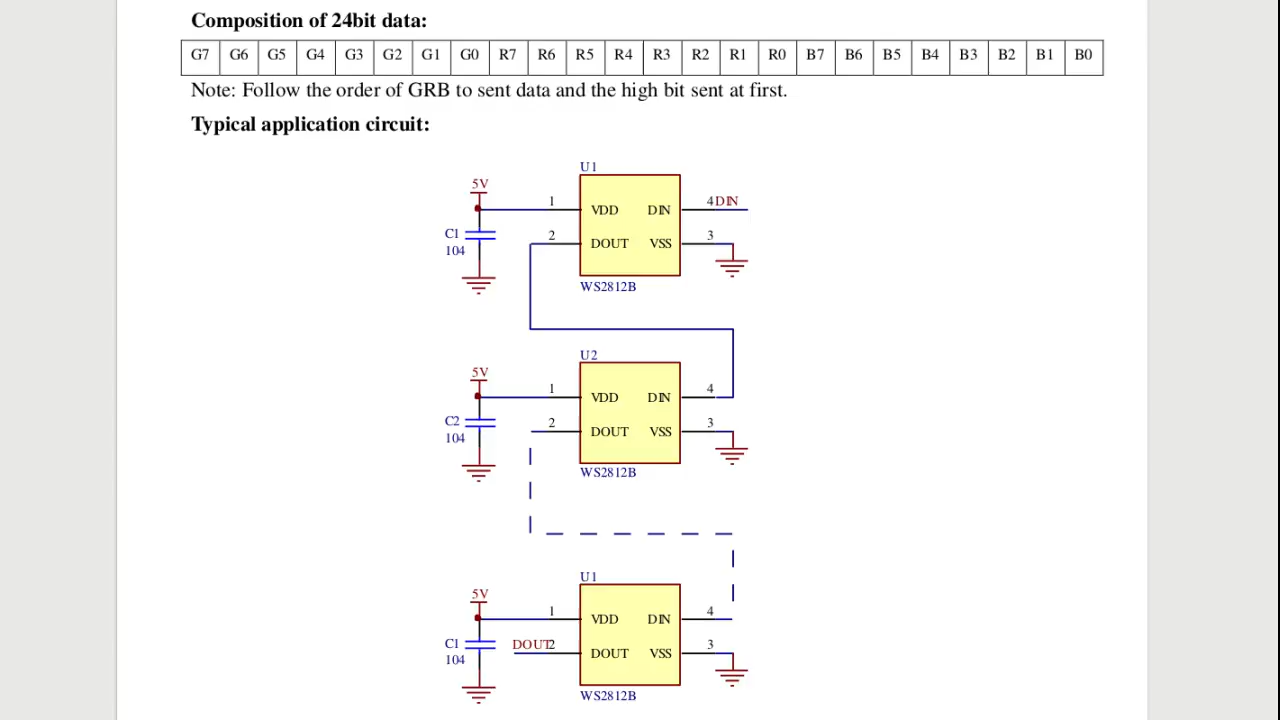 Composition of 24bit data:
G7 G6 G5 G4 G3 G2 G1 G0 R7 R6 R5 R4 R3 R2 R1 R0 B7 B6 B5 B4 B3 B2 B1 B0
Note: Follow the order of GRB to sent data and the high bit sent at first.
Typical application circuit:
U1
5V
1 VDD DIN 4 DIN
C1
104
2 DOUT VSS 3
WS2812B
U2
5V
1 VDD DIN 4
C2
104
2 DOUT VSS 3
WS2812B
U1
5V
1 VDD DIN 4
C1
104
DOUT 2 DOUT VSS 3
WS2812B